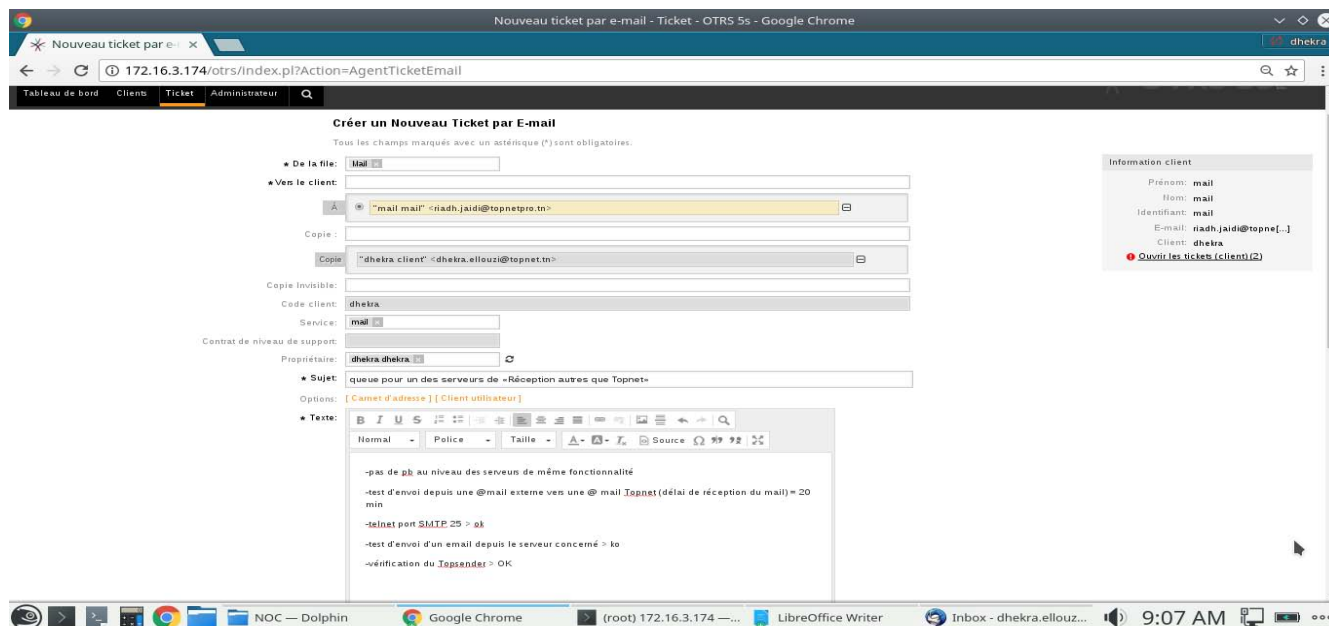 Nouveau ticket par e-mail - Ticket - OTRS 5s - Google Chrome
Nouveau ticket par e-
dhekra
172.16.3.174/otrs/index.pl?Action=AgentTicketEmail
Tableau de bord Clients Ticket Administrateur
Créer un Nouveau Ticket par E-mail
Tous les champs marqués avec un astérisque (*) sont obligatoires.
* De la file: Mail
* Vers le client:
À "mail mail" <riadh.jaidi@topnetpro.tn>
Copie :
Copie "dhekra client" <dhekra.ellouzi@topnet.tn>
Copie Invisible:
Code client: dhekra
Service: mail
Contrat de niveau de support:
Propriétaire: dhekra dhekra
* Sujet: queue pour un des serveurs de «Réception autres que Topnet»
Options: [ Carnet d'adresse ] [ Client utilisateur ]
* Texte:
Normal Police Taille Source
-pas de pb au niveau des serveurs de même fonctionnalité
-test d'envoi depuis une @mail externe vers une @ mail Topnet (délai de réception du mail) = 20
min
-telnet port SMTP 25 > ok
-test d'envoi d'un email depuis le serveur concerné > ko
-vérification du Topsender > OK
Information client
Prénom: mail
Nom: mail
Identifiant: mail
E-mail: riadh.jaidi@topne[...]
Client: dhekra
Ouvrir les tickets (client) (2)
NOC — Dolphin Google Chrome (root) 172.16.3.174 —... LibreOffice Writer Inbox - dhekra.ellouz... 9:07 AM